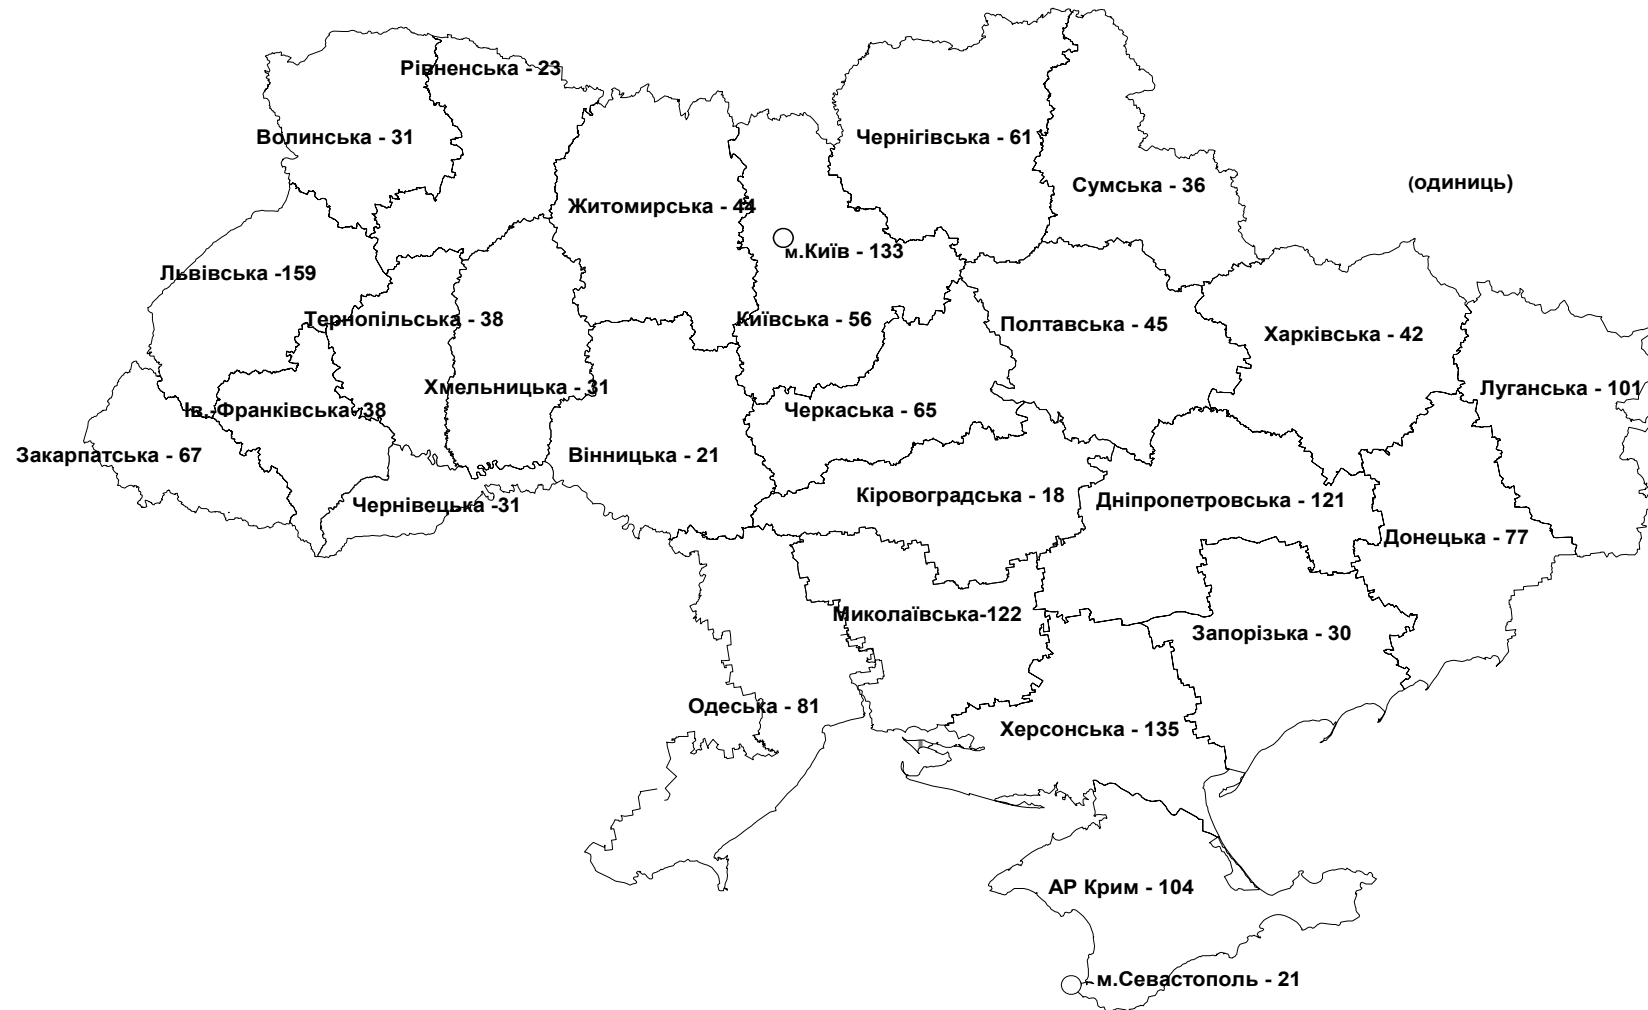 Рівненська - 23
Волинська - 31
Чернігівська - 61
Сумська - 36
(одиниць)
Житомирська - 44
м.Київ - 133
Львівська -159
Тернопільська - 38
Київська - 56
Полтавська - 45
Харківська - 42
Хмельницька - 31
Луганська - 101
Ів.-Франківська-38
Черкаська - 65
Закарпатська - 67
Вінницька - 21
Кіровоградська - 18
Дніпропетровська - 121
Чернівецька -31
Донецька - 77
Миколаївська-122
Запорізька - 30
Одеська - 81
Херсонська - 135
АР Крим - 104
м.Севастополь - 21